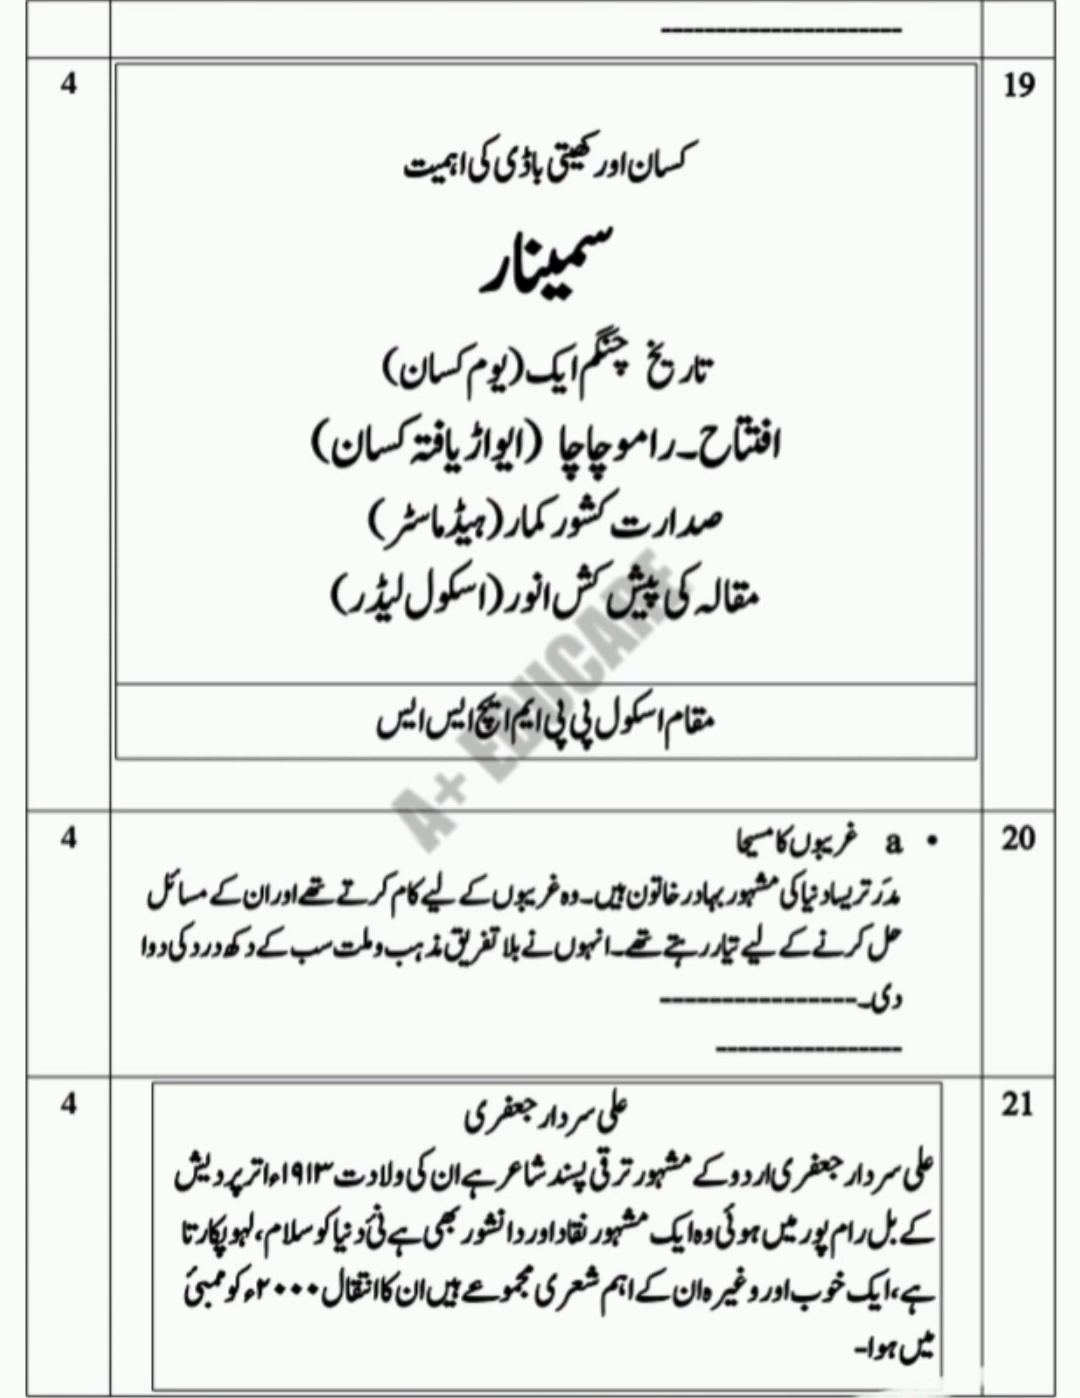 ----------------------
19
4
کسان اور کھیتی باڈی کی اہمیت
سمینار
تاریخ چنگم ایک (یوم کسان)
افتتاح۔راموچاچا (ایواڑیافتہ کسان)
صدارت کشور کمار (ہیڈماسٹر)
مقالہ کی پیش کش انور (اسکول لیڈر)
مقام اسکول پی پی ایم ایچ ایس ایس
A+ EDUCARE
20
4
• a غریبوں کا مسیحا
مدَر تریسا دنیا کی مشہور بہادر خاتون ہیں۔وہ غریبوں کے لیے کام کرتے تھے اور ان کے مسائل
حل کرنے کے لیے تیار رہتے تھے۔انہوں نے بلا تفریق مذہب و ملت سب کے دکھ درد کی دوا
دی۔------------------
-----------------
21
4
علی سردار جعفری
علی سردار جعفری اردو کے مشہور ترقی پسند شاعر ہے ان کی ولادت ۱۹۱۳ء اتر پردیش
کے بل رام پور میں ہوئی وہ ایک مشہور نقاد اور دانشور بھی ہے نئی دنیا کو سلام،لہو پکارتا
ہے،ایک خوب اور وغیرہ ان کے اہم شعری مجموعے ہیں ان کا انتقال ۲۰۰۰ء کو ممبئی
میں ہوا-